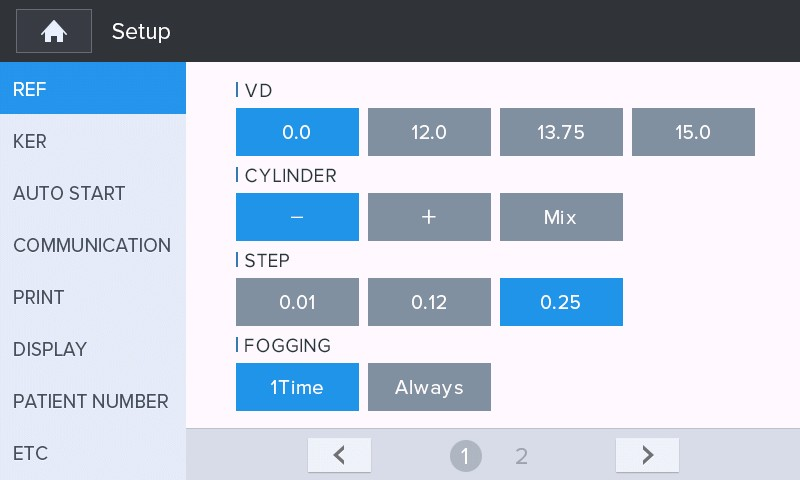 Setup
REF
KER
AUTO START
COMMUNICATION
PRINT
DISPLAY
PATIENT NUMBER
ETC
VD
0.0 12.0 13.75 15.0
CYLINDER
− + Mix
STEP
0.01 0.12 0.25
FOGGING
1Time Always
< 1 2 >